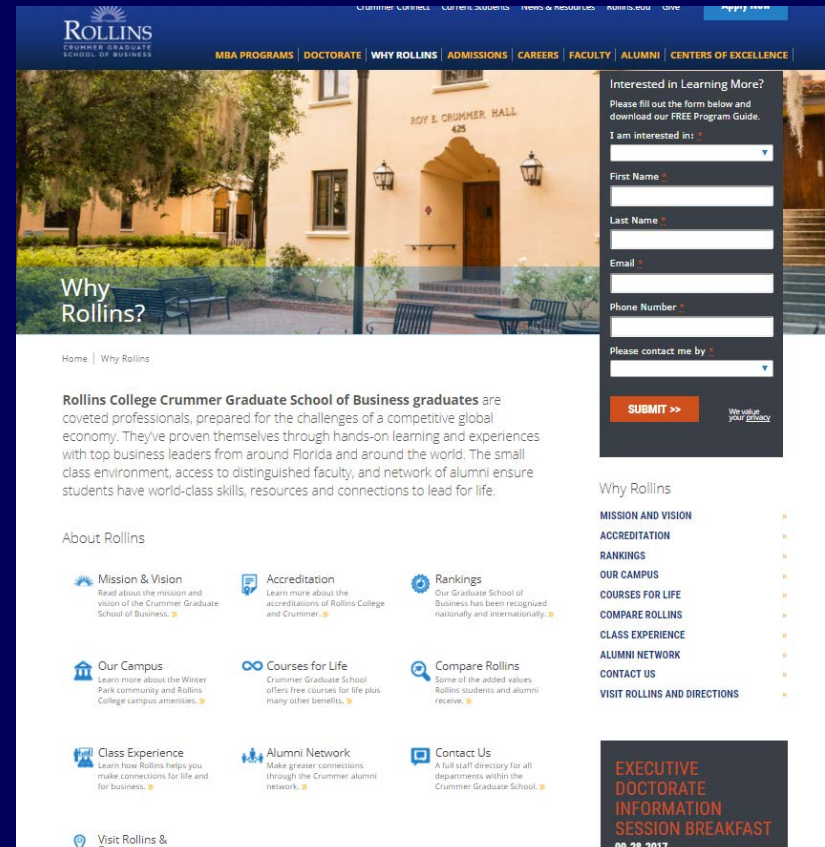 Crummer Connect Current Students News & Resources Rollins.edu Give Apply Now
ROLLINS
CRUMMER GRADUATE
SCHOOL OF BUSINESS
MBA PROGRAMS | DOCTORATE | WHY ROLLINS | ADMISSIONS | CAREERS | FACULTY | ALUMNI | CENTERS OF EXCELLENCE |
ROY E. CRUMMER HALL
425
Why
Rollins?
Interested in Learning More?
Please fill out the form below and
download our FREE Program Guide.
I am interested in: *
First Name *
Last Name *
Email *
Phone Number *
Please contact me by *
SUBMIT >>
We value
your privacy
Home | Why Rollins
Rollins College Crummer Graduate School of Business graduates are
coveted professionals, prepared for the challenges of a competitive global
economy. They've proven themselves through hands-on learning and experiences
with top business leaders from around Florida and around the world. The small
class environment, access to distinguished faculty, and network of alumni ensure
students have world-class skills, resources and connections to lead for life.
About Rollins
Mission & Vision
Read about the mission and
vision of the Crummer Graduate
School of Business. »
Accreditation
Learn more about the
accreditations of Rollins College
and Crummer. »
Rankings
Our Graduate School of
Business has been recognized
nationally and internationally. »
Our Campus
Learn more about the Winter
Park community and Rollins
College campus amenities. »
Courses for Life
Crummer Graduate School
offers free courses for life plus
many other benefits. »
Compare Rollins
Some of the added values
Rollins students and alumni
receive. »
Class Experience
Learn how Rollins helps you
make connections for life and
for business. »
Alumni Network
Make greater connections
through the Crummer alumni
network. »
Contact Us
A full staff directory for all
departments within the
Crummer Graduate School. »
Visit Rollins &
Why Rollins
MISSION AND VISION »
ACCREDITATION »
RANKINGS »
OUR CAMPUS »
COURSES FOR LIFE »
COMPARE ROLLINS »
CLASS EXPERIENCE »
ALUMNI NETWORK »
CONTACT US »
VISIT ROLLINS AND DIRECTIONS »
EXECUTIVE
DOCTORATE
INFORMATION
SESSION BREAKFAST
09-28-2017